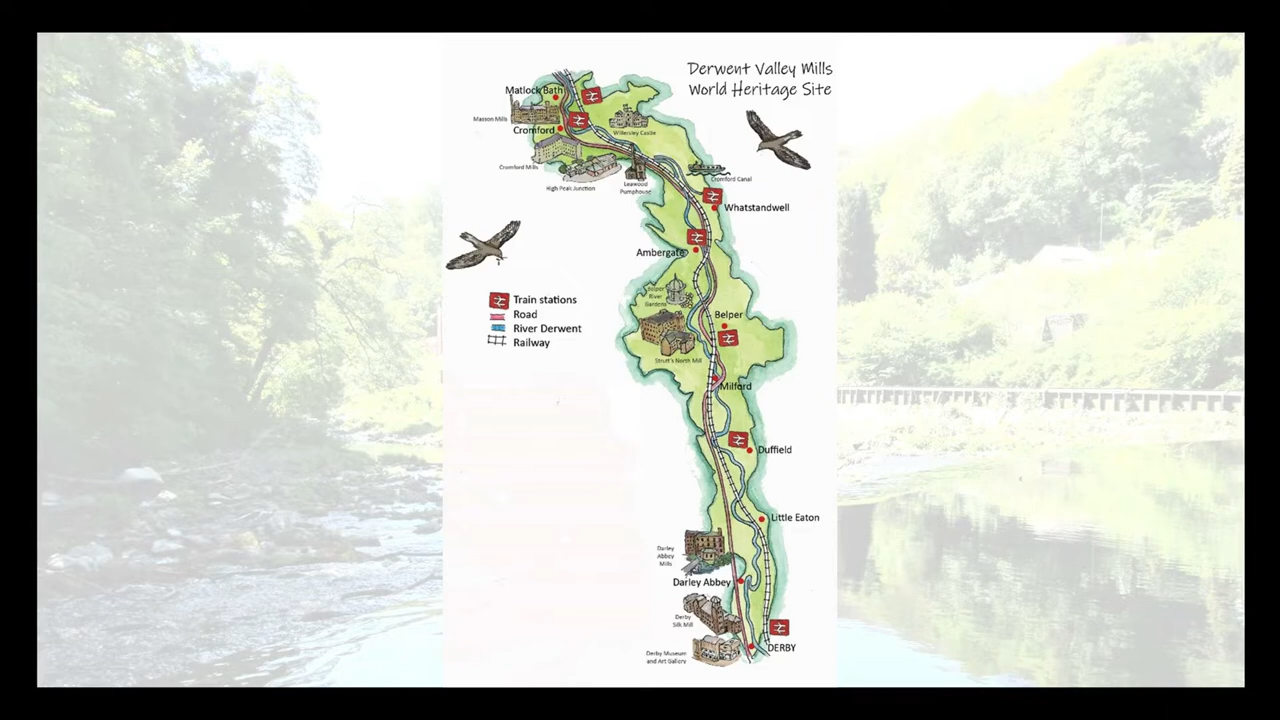 Derwent Valley Mills
World Heritage Site
Matlock Bath
Masson Mills
Cromford
Willersley Castle
Cromford Mills
High Peak Junction
Leawood
Pumphouse
Cromford Canal
Whatstandwell
Ambergate
Belper
River
Gardens
Train stations
Road
River Derwent
Railway
Belper
Strutt's North Mill
Milford
Duffield
Little Eaton
Darley
Abbey
Mills
Darley Abbey
Derby
Silk Mill
DERBY
Derby Museum
and Art Gallery